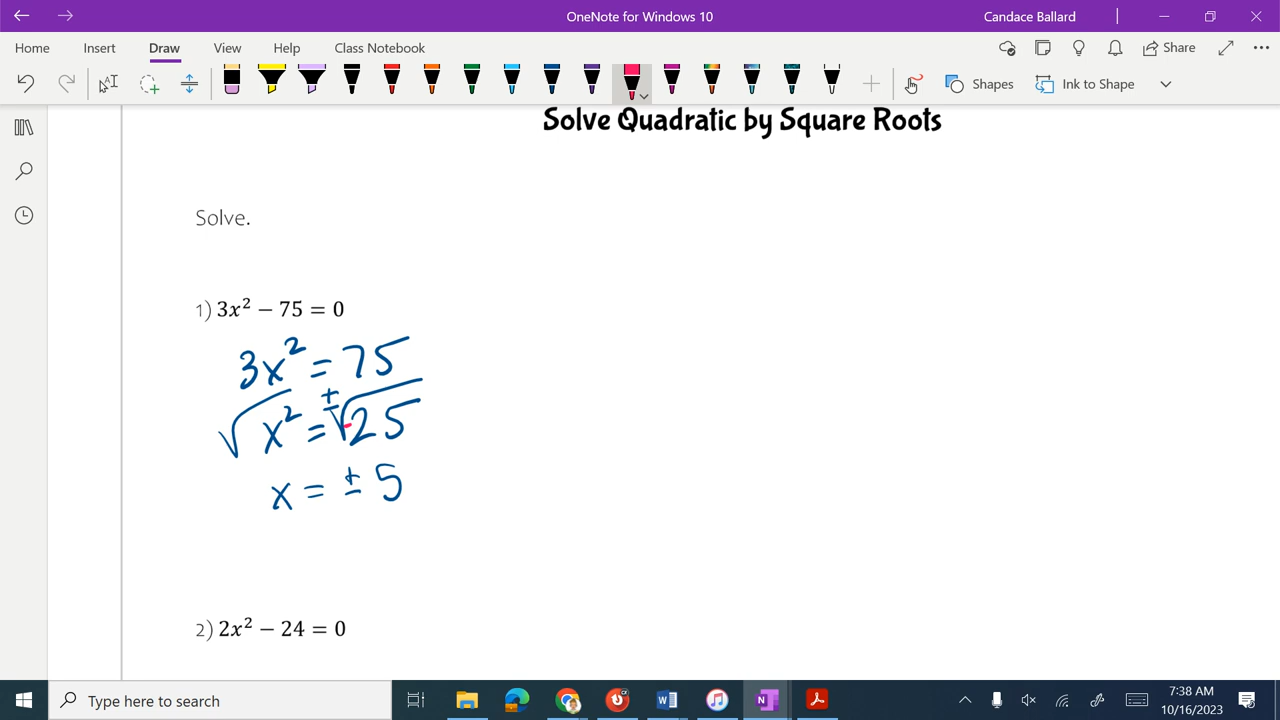 OneNote for Windows 10
Candace Ballard
Home Insert Draw View Help Class Notebook
Share
Shapes
Ink to Shape
Solve Quadratic by Square Roots
Solve.
1) 3x² − 75 = 0
3x² = 75
√x² = ±√25
x = ± 5
2) 2x² − 24 = 0
Type here to search
7:38 AM
10/16/2023